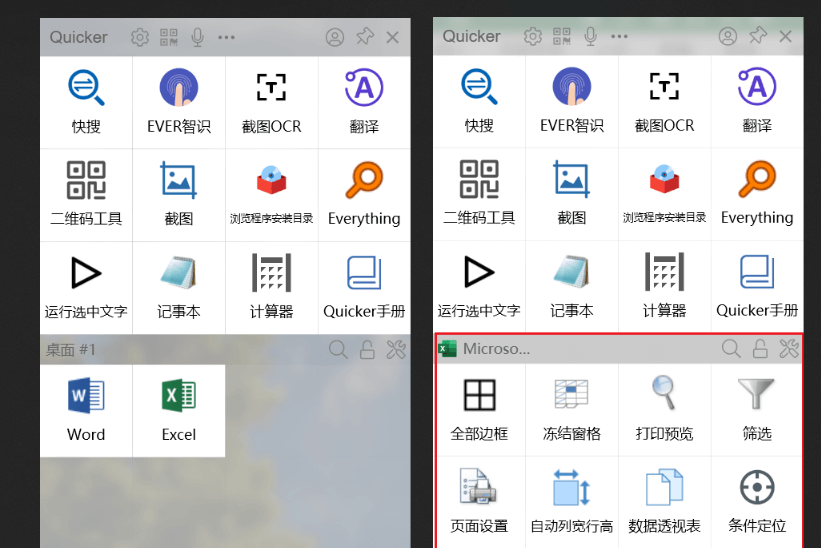 Quicker
快搜
EVER智识
截图OCR
翻译
二维码工具
截图
浏览程序安装目录
Everything
运行选中文字
记事本
计算器
Quicker手册
桌面 #1
Word
Excel
Quicker
快搜
EVER智识
截图OCR
翻译
二维码工具
截图
浏览程序安装目录
Everything
运行选中文字
记事本
计算器
Quicker手册
Microso...
全部边框
冻结窗格
打印预览
筛选
页面设置
自动列宽行高
数据透视表
条件定位